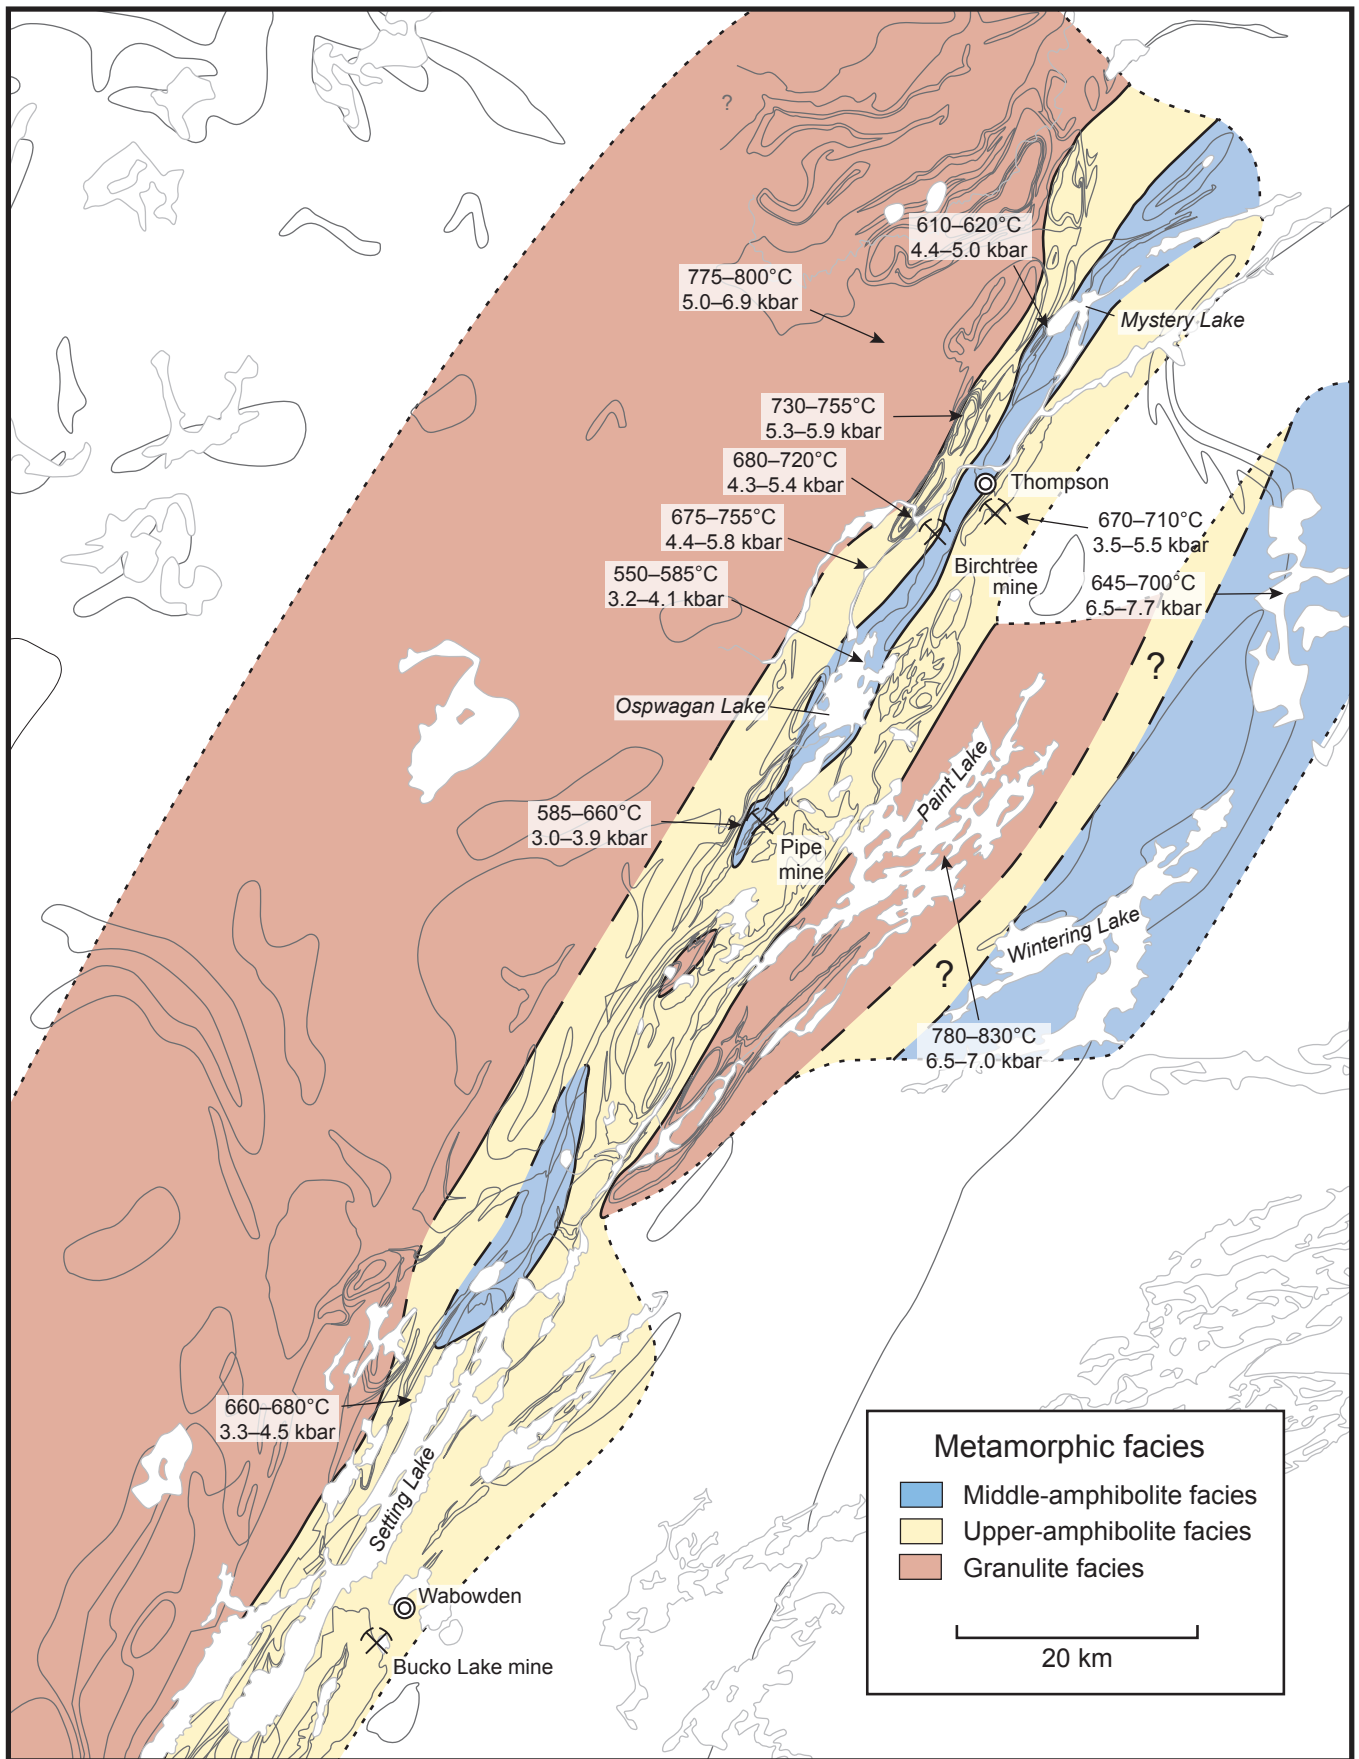 ?
610–620°C
4.4–5.0 kbar
775–800°C
5.0–6.9 kbar
Mystery Lake
730–755°C
5.3–5.9 kbar
680–720°C
4.3–5.4 kbar
Thompson
675–755°C
4.4–5.8 kbar
670–710°C
3.5–5.5 kbar
Birchtree
mine
550–585°C
3.2–4.1 kbar
645–700°C
6.5–7.7 kbar
?
Ospwagan Lake
Paint Lake
585–660°C
3.0–3.9 kbar
Pipe
mine
Wintering Lake
?
780–830°C
6.5–7.0 kbar
660–680°C
3.3–4.5 kbar
Setting Lake
Wabowden
Bucko Lake mine
Metamorphic facies
Middle-amphibolite facies
Upper-amphibolite facies
Granulite facies
20 km